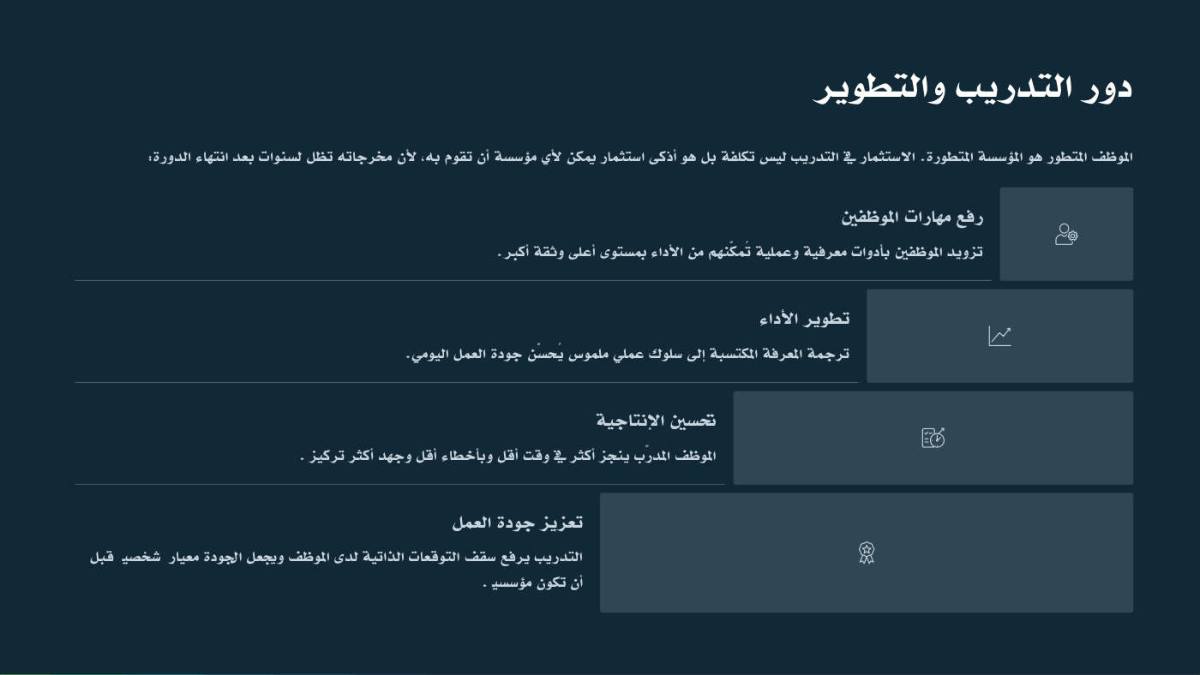 دور التدريب والتطوير
الموظف المتطور هو المؤسسة المتطورة. الاستثمار في التدريب ليس تكلفة بل هو أذكى استثمار يمكن لأي مؤسسة أن تقوم به، لأن مخرجاته تظل لسنوات بعد انتهاء الدورة:
رفع مهارات الموظفين
تزويد الموظفين بأدوات معرفية وعملية تُمكّنهم من الأداء بمستوى أعلى وثقة أكبر.
تطوير الأداء
ترجمة المعرفة المكتسبة إلى سلوك عملي ملموس يُحسّن جودة العمل اليومي.
تحسين الإنتاجية
الموظف المدرّب ينجز أكثر في وقت أقل وبأخطاء أقل وجهد أكثر تركيز .
تعزيز جودة العمل
التدريب يرفع سقف التوقعات الذاتية لدى الموظف ويجعل الجودة معيار شخصيـ قبل
أن تكون مؤسسيـ .